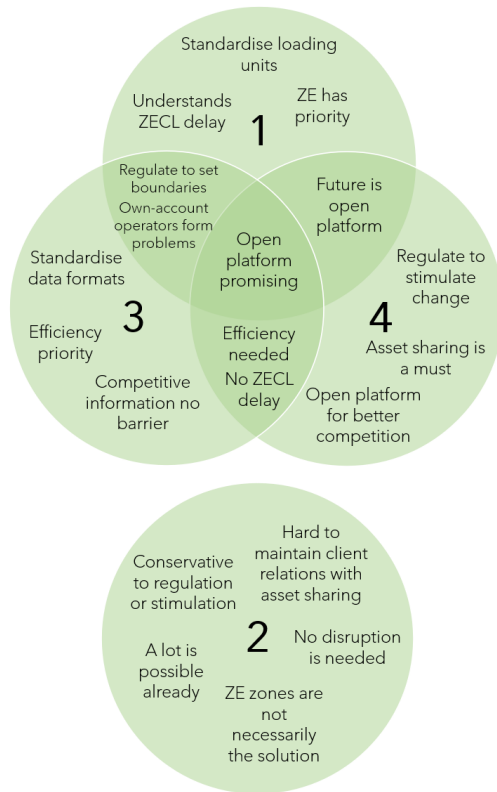 Standardise loading
units
Understands
ZECL delay
ZE has
priority
1
Regulate to set
boundaries
Own-account
operators form
problems
Future is
open
platform
Open
platform
promising
Standardise
data formats
3
Efficiency
priority
Competitive
information no
barrier
Efficiency
needed
No ZECL
delay
Regulate to
stimulate
change
4
Asset sharing is
a must
Open platform
for better
competition
Hard to
maintain client
relations with
asset sharing
Conservative
to regulation
or stimulation
2
No disruption
is needed
A lot is
possible
already
ZE zones are
not
necessarily
the solution